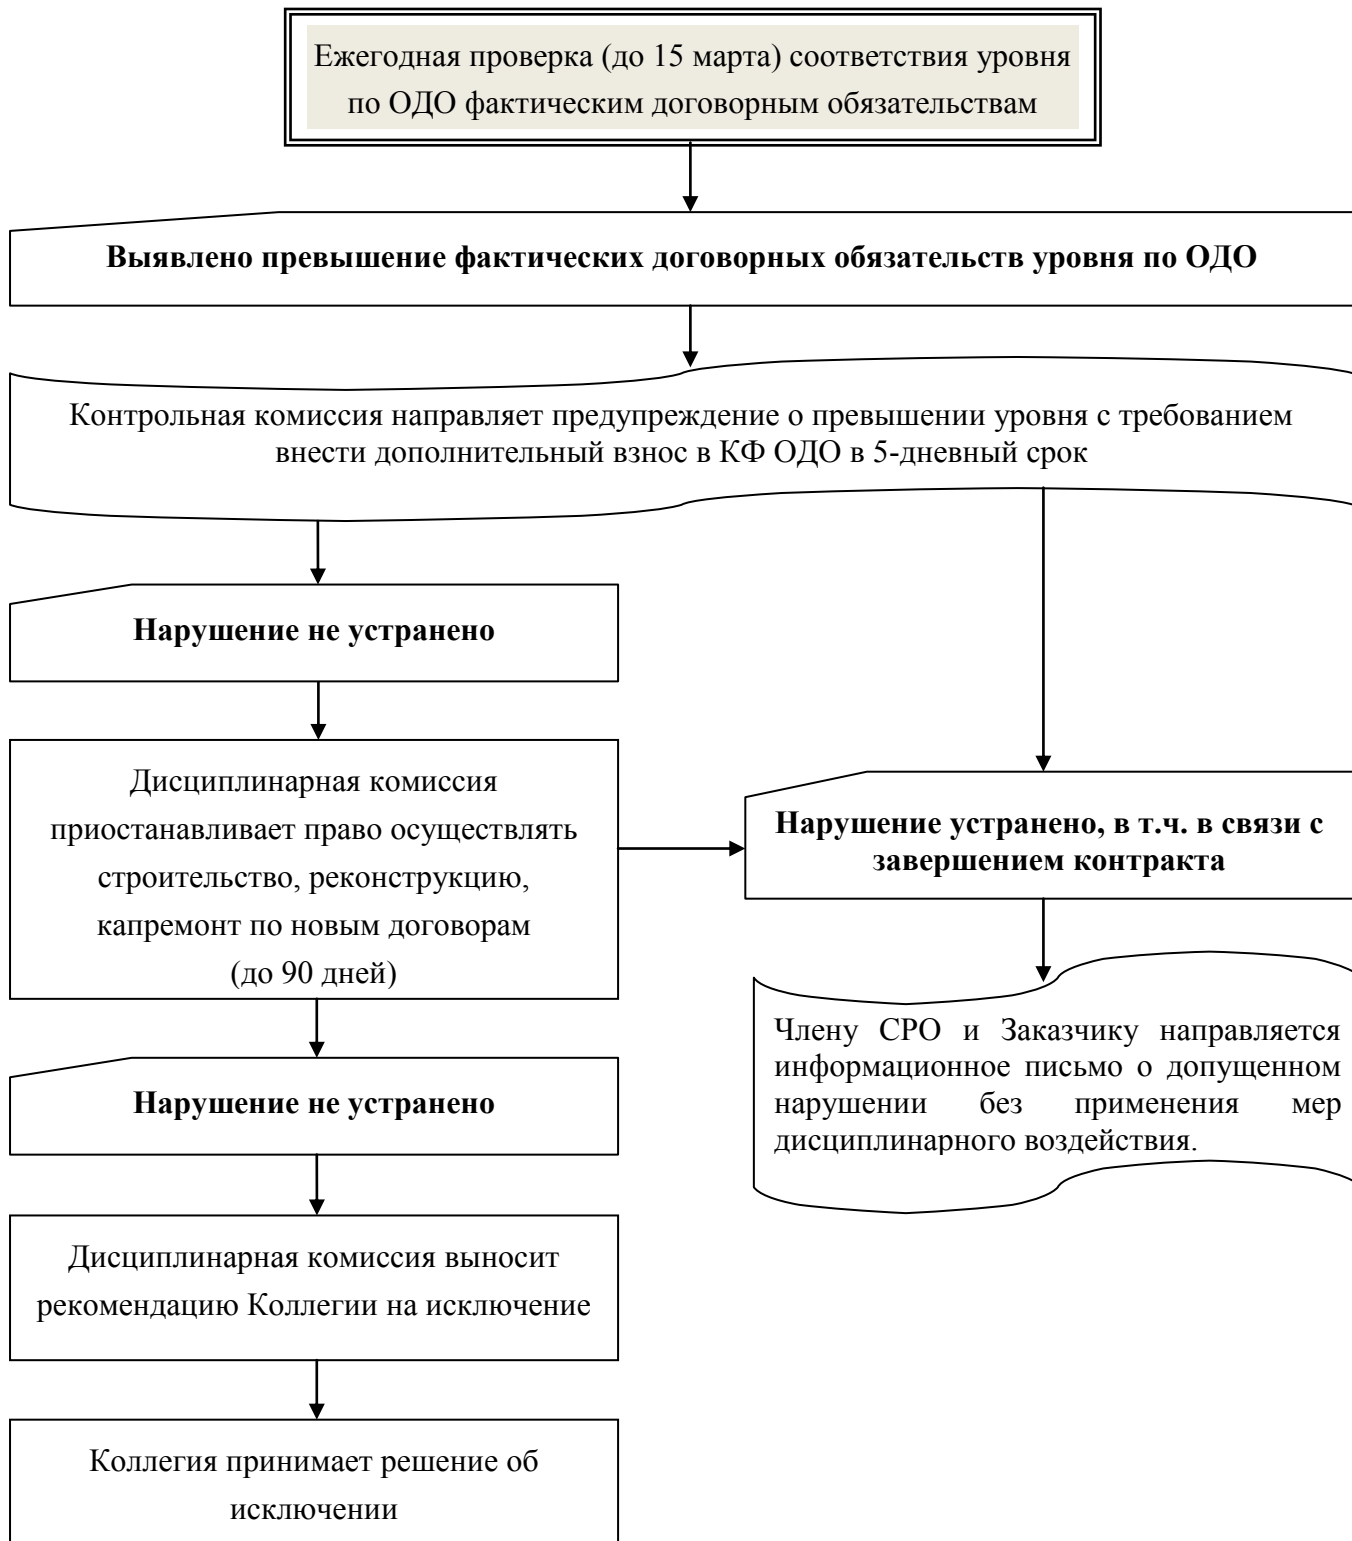 Ежегодная проверка (до 15 марта) соответствия уровня
по ОДО фактическим договорным обязательствам
Выявлено превышение фактических договорных обязательств уровня по ОДО
Контрольная комиссия направляет предупреждение о превышении уровня с требованием
внести дополнительный взнос в КФ ОДО в 5-дневный срок
Нарушение не устранено
Дисциплинарная комиссия
приостанавливает право осуществлять
строительство, реконструкцию,
капремонт по новым договорам
(до 90 дней)
Нарушение устранено, в т.ч. в связи с
завершением контракта
Члену СРО и Заказчику направляется
информационное письмо о допущенном
нарушении без применения мер
дисциплинарного воздействия.
Нарушение не устранено
Дисциплинарная комиссия выносит
рекомендацию Коллегии на исключение
Коллегия принимает решение об
исключении